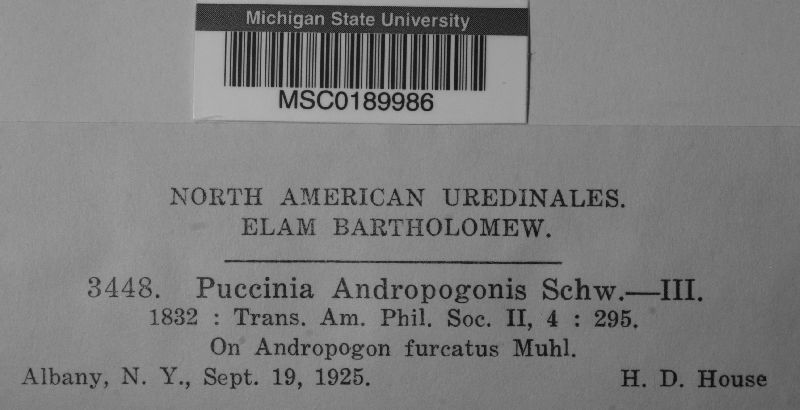 Michigan State University
MSC0189986
NORTH AMERICAN UREDINALES.
ELAM BARTHOLOMEW.
3448. Puccinia Andropogonis Schw.—III.
1832 : Trans. Am. Phil. Soc. II, 4 : 295.
On Andropogon furcatus Muhl.
Albany, N. Y., Sept. 19, 1925. H. D. House